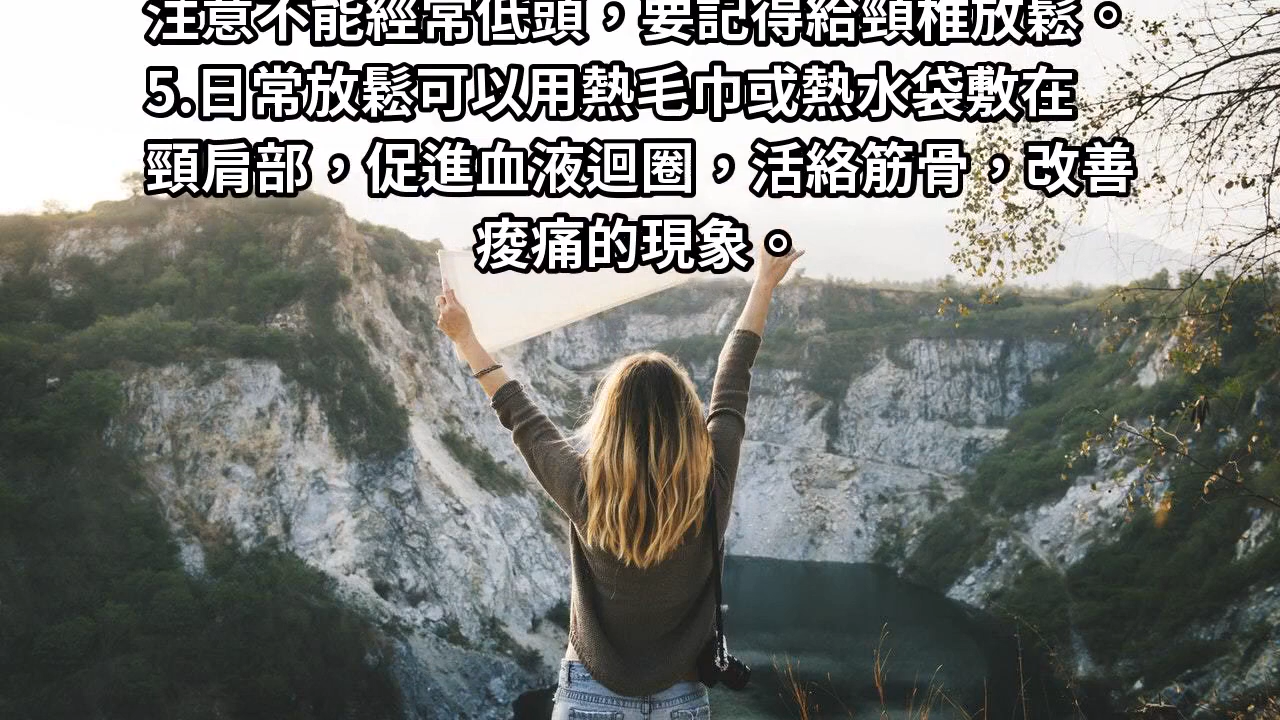 注意不能經常低頭，要記得給頸椎放鬆。
5.日常放鬆可以用熱毛巾或熱水袋敷在
頸肩部，促進血液迴圈，活絡筋骨，改善
痠痛的現象。